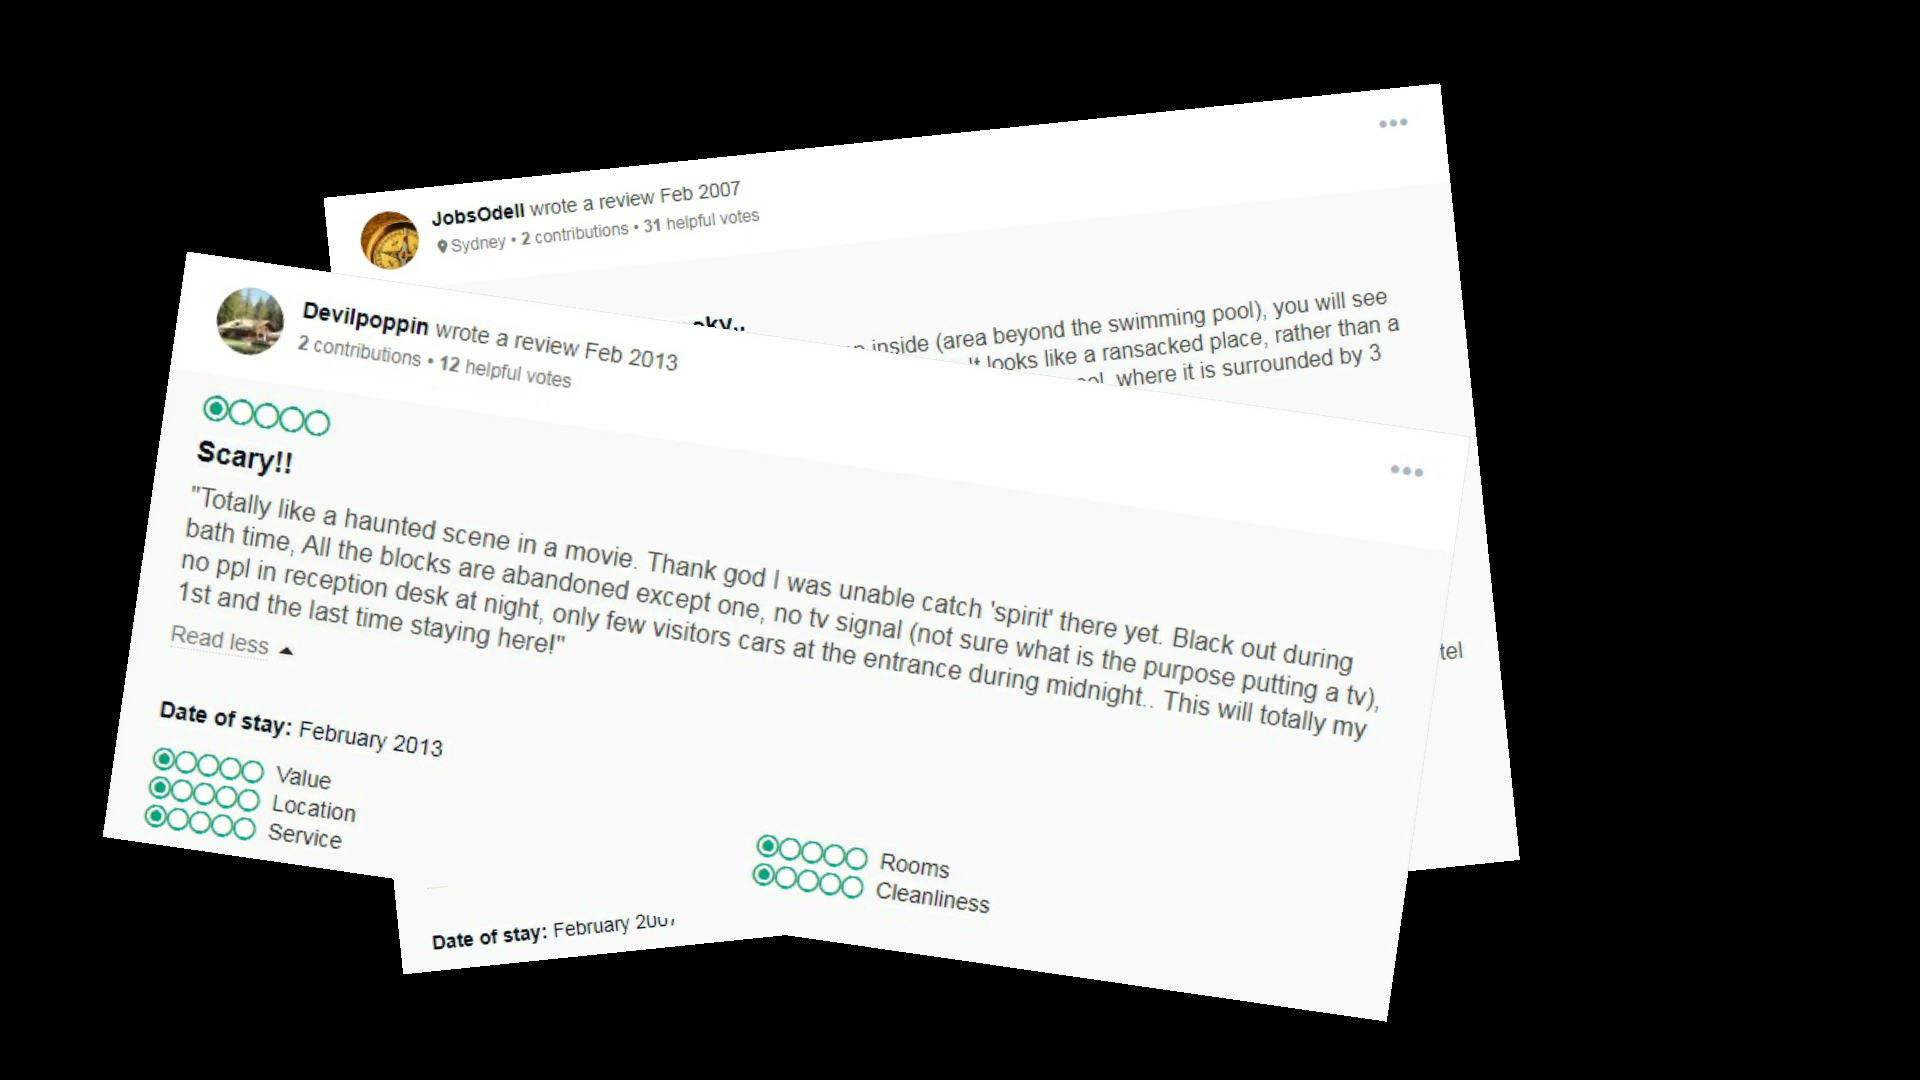 JobsOdell wrote a review Feb 2007
Sydney • 2 contributions • 31 helpful votes
inside (area beyond the swimming pool), you will see
looks like a ransacked place, rather than a
where it is surrounded by 3
tel
Date of stay: February 2007
Devilpoppin wrote a review Feb 2013
2 contributions • 12 helpful votes
Scary!!
"Totally like a haunted scene in a movie. Thank god I was unable catch 'spirit' there yet. Black out during
bath time, All the blocks are abandoned except one, no tv signal (not sure what is the purpose putting a tv),
no ppl in reception desk at night, only few visitors cars at the entrance during midnight.. This will totally my
1st and the last time staying here!"
Read less
Date of stay: February 2013
Value
Location
Service
Rooms
Cleanliness